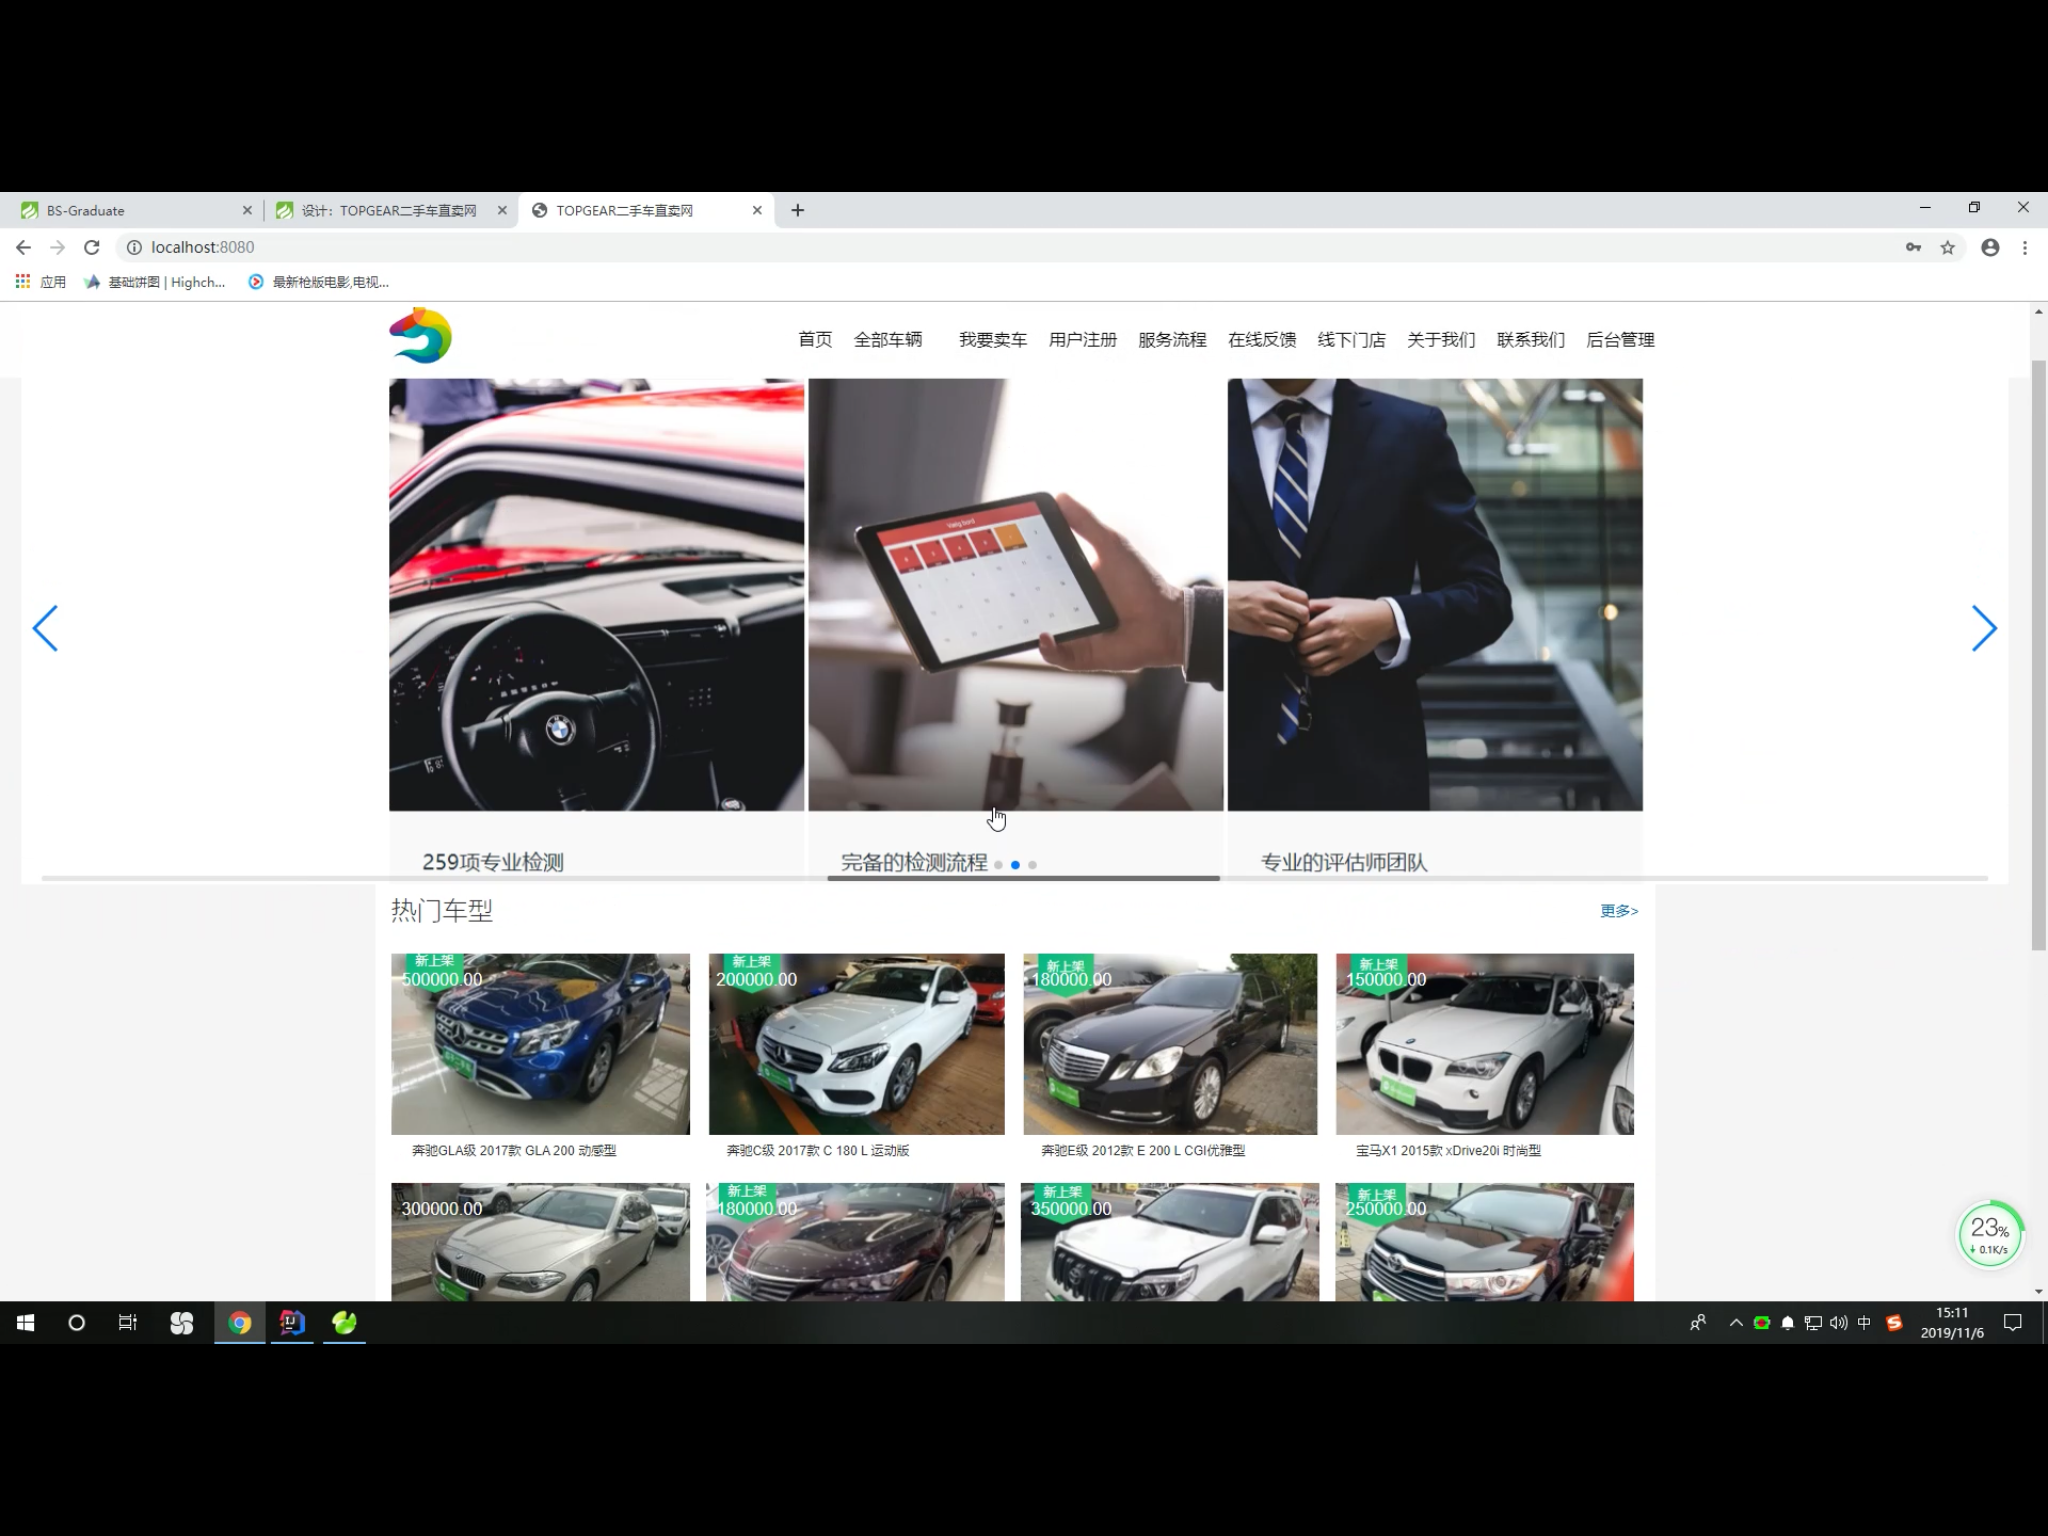 BS-Graduate
设计：TOPGEAR二手车直卖网
TOPGEAR二手车直卖网
localhost:8080
应用
基础饼图 | Highch...
最新抢版电影,电视...
首页 全部车辆 我要卖车 用户注册 服务流程 在线反馈 线下门店 关于我们 联系我们 后台管理
259项专业检测
完备的检测流程
专业的评估师团队
热门车型
更多>
新上架
500000.00
新上架
200000.00
新上架
180000.00
新上架
150000.00
奔驰GLA级 2017款 GLA 200 动感型
奔驰C级 2017款 C 180 L 运动版
奔驰E级 2012款 E 200 L CGI优雅型
宝马X1 2015款 xDrive20i 时尚型
300000.00
新上架
180000.00
新上架
350000.00
新上架
250000.00
23%
0.1K/s
中
15:11
2019/11/6